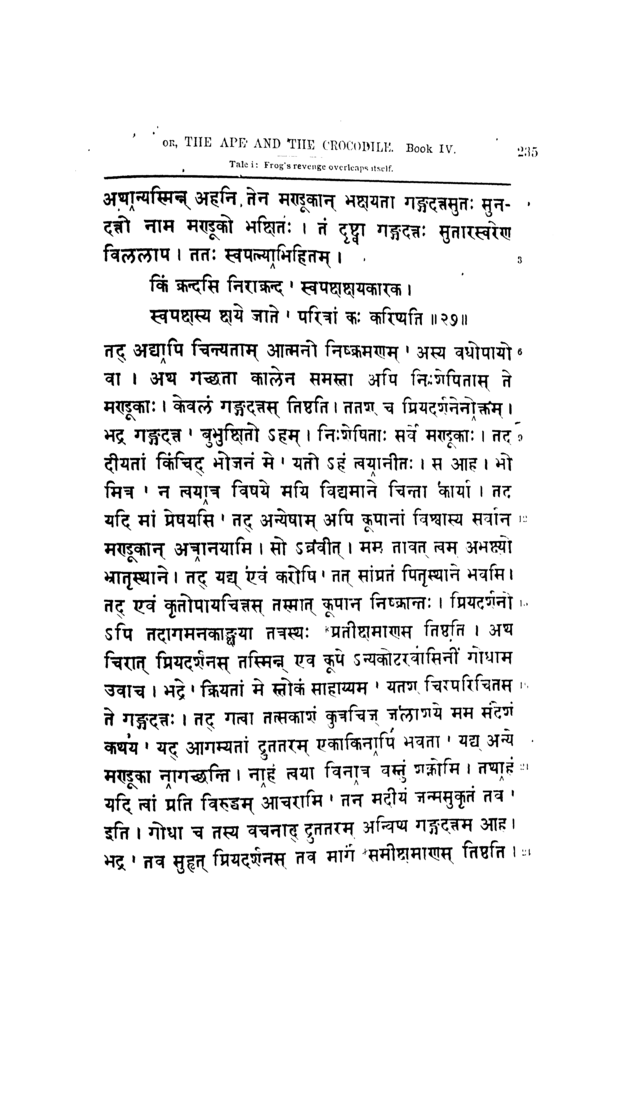 OR, THE APE AND THE CROCODILE. Book IV. 235
Tale i: Frog's revenge overleaps itself.
अथान्यस्मिन्न् अहनि तेन मण्डूकान् भक्षयता गङ्गदत्तसुतः सुन-
दत्तो नाम मण्डूको भक्षितः । तं दृष्ट्वा गङ्गदत्तः सुतारस्वरेण
विललाप । ततः स्वपत्न्याभिहितम् । 3
किं क्रन्दसि निराक्रन्द ' स्वपक्षक्षयकारक ।
स्वपक्षस्य क्षये जाते ' परित्रां कः करिष्यति ॥२७॥
तद् अद्यापि चिन्त्यताम् आत्मनो निष्क्रमणम् ' अस्य वधोपायो 6
वा । अथ गच्छता कालेन समस्ता अपि निःशेषितास् ते
मण्डूकाः । केवलं गङ्गदत्तस् तिष्ठति । ततश् च प्रियदर्शनेनोक्तम् ।
भद्र गङ्गदत्त ' बुभुक्षितो ऽहम् । निःशेषिताः सर्वे मण्डूकाः । तद् 9
दीयतां किंचिद् भोजनं मे ' यतो ऽहं त्वयानीतः । स आह । भो
मित्र ' न त्वयात्र विषये मयि विद्यमाने चिन्ता कार्या । तद्
यदि मां प्रेषयसि ' तद् अन्येषाम् अपि कूपानां विश्वास्य सर्वान् 12
मण्डूकान् अत्रानयामि । सो ऽब्रवीत् । मम तावत् त्वम् अभक्ष्यो
भ्रातृस्थाने । तद् यद्य् एवं करोषि ' तत् सांप्रतं पितृस्थाने भवसि ।
तद् एवं कृतोपायचित्तस् तस्मात् कूपान् निष्क्रान्तः । प्रियदर्शनो 15
ऽपि तदागमनकाङ्क्षया तत्रस्थः *प्रतीक्षमाणस् तिष्ठति । अथ
चिरात् प्रियदर्शनस् तस्मिन्न् एव कूपे ऽन्यकोटरवासिनीं गोधाम्
उवाच । भद्रे ' क्रियतां मे स्तोकं साहाय्यम् ' यतश् चिरपरिचितस् 18
ते गङ्गदत्तः । तद् गत्वा तत्सकाशं कुत्रचिज् जलाशये मम संदेशं
कथय ' यद् आगम्यतां द्रुततरम् एकाकिनापि भवता ' यद्य् अन्ये
मण्डूका नागच्छन्ति । नाहं त्वया विनात्र वस्तुं शक्नोमि । तथाहं 21
यदि त्वां प्रति विरुद्धम् आचरामि ' तन् मदीयं जन्मसुकृतं तव '
इति । गोधा च तस्य वचनाद् द्रुततरम् अन्विष्य गङ्गदत्तम् आह ।
भद्र ' तव सुहृत् प्रियदर्शनस् तव मार्गं *समीक्षमाणस् तिष्ठति । 24